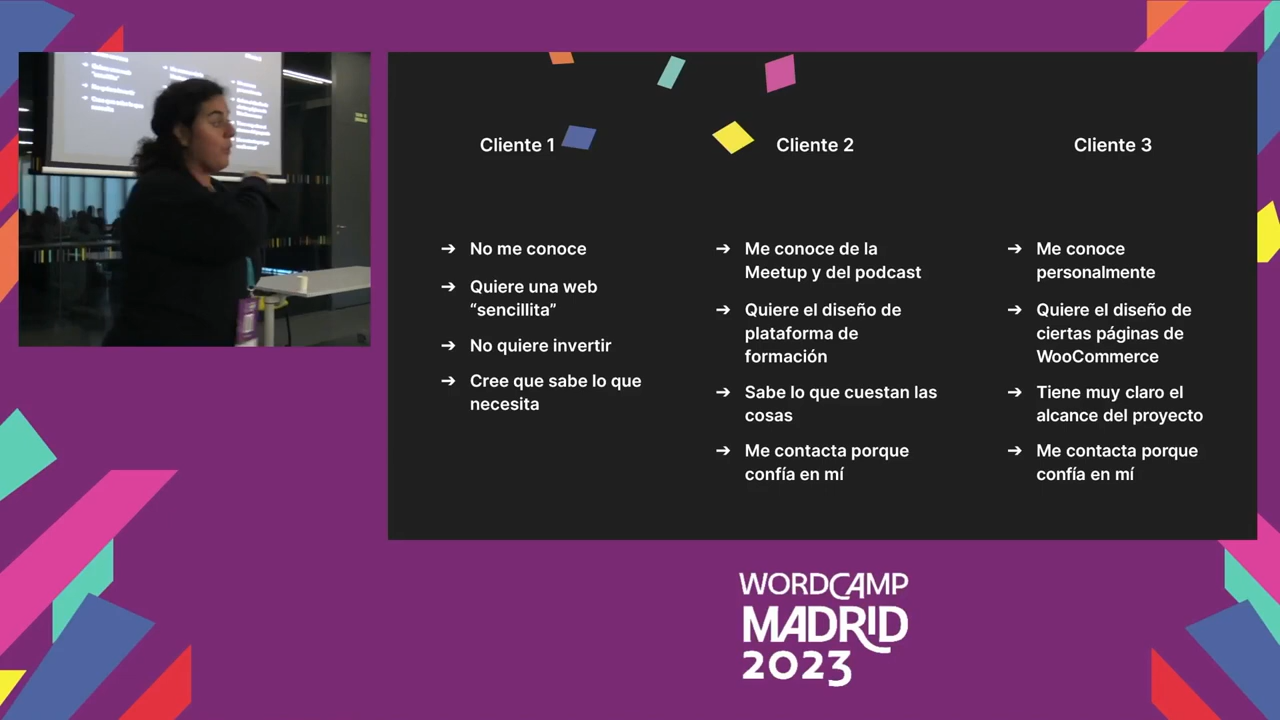 Cliente 1
Cliente 2
Cliente 3
➔ No me conoce
➔ Quiere una web
“sencillita”
➔ No quiere invertir
➔ Cree que sabe lo que
necesita
➔ Me conoce de la
Meetup y del podcast
➔ Quiere el diseño de
plataforma de
formación
➔ Sabe lo que cuestan las
cosas
➔ Me contacta porque
confía en mí
➔ Me conoce
personalmente
➔ Quiere el diseño de
ciertas páginas de
WooCommerce
➔ Tiene muy claro el
alcance del proyecto
➔ Me contacta porque
confía en mí
WORDCAMP
MADRID
2023